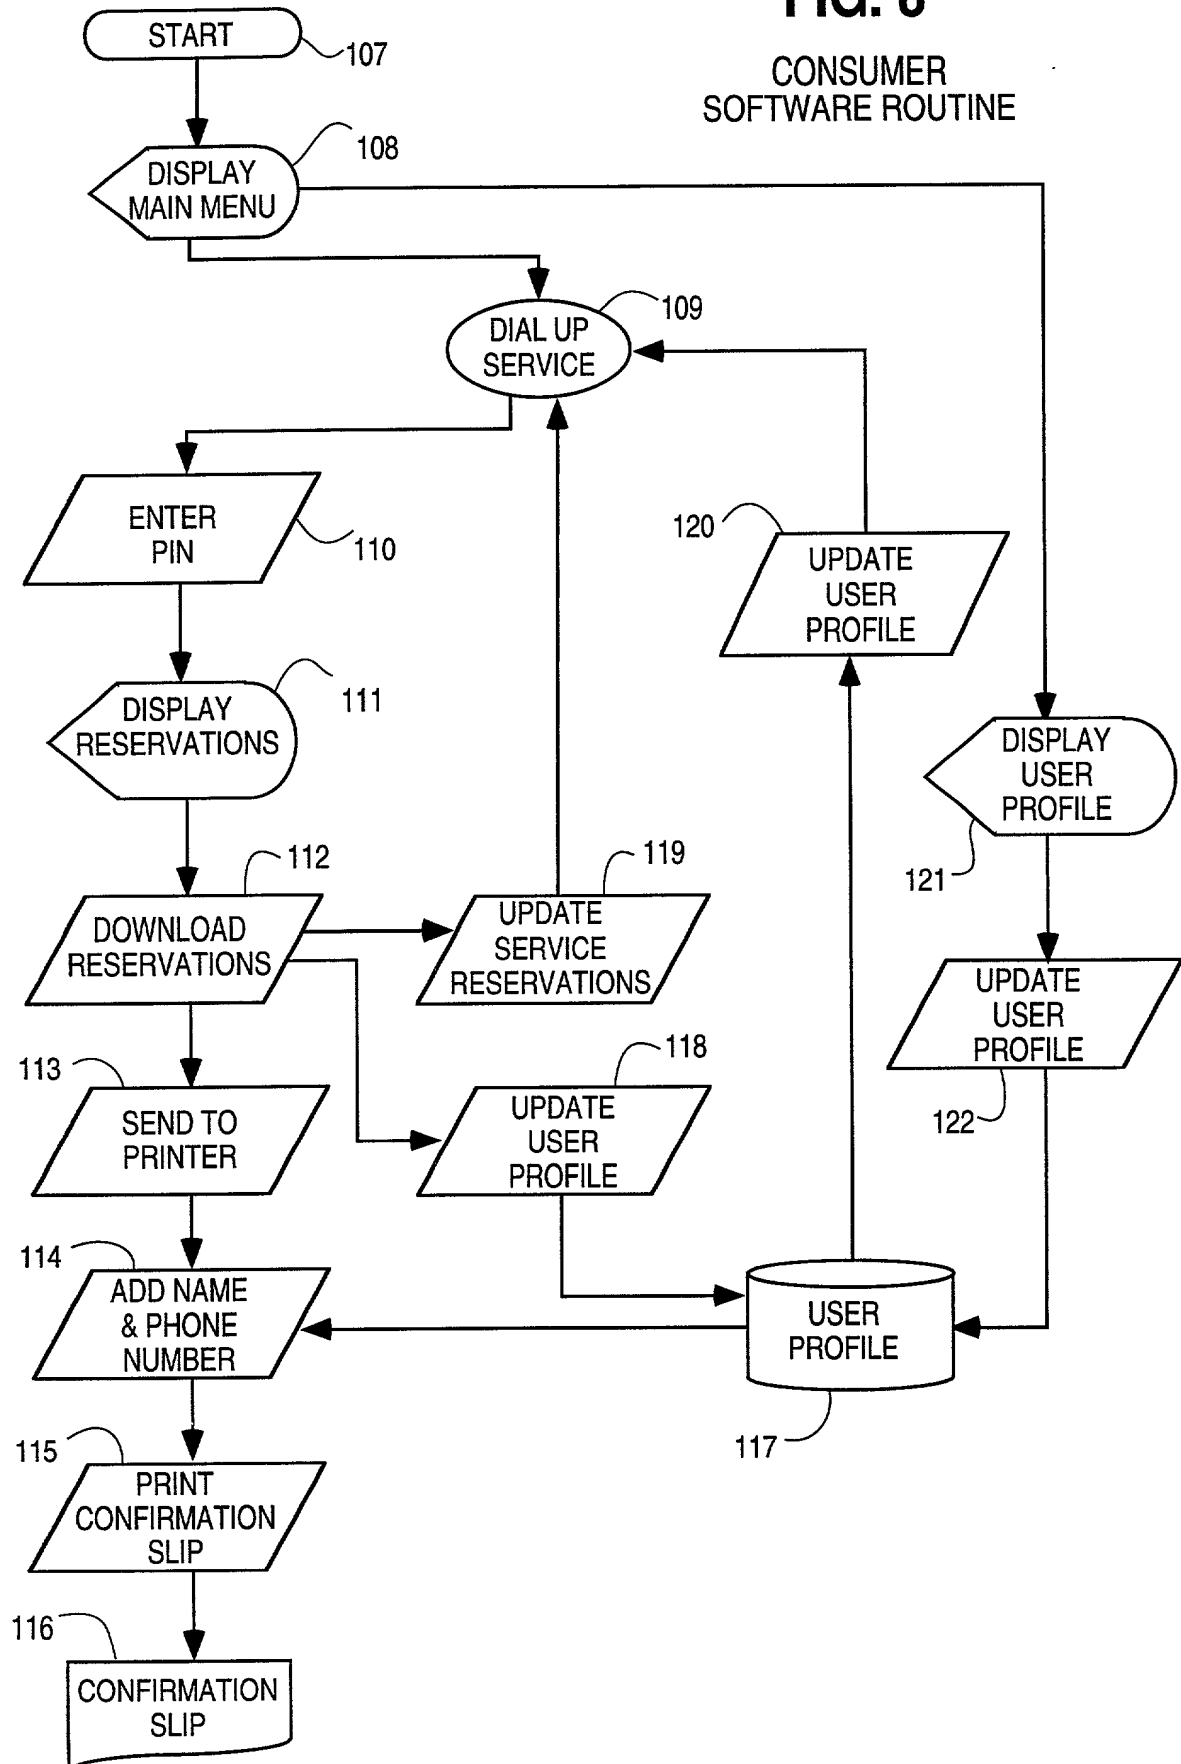 START
107
CONSUMER
SOFTWARE ROUTINE
108
DISPLAY
MAIN MENU
109
DIAL UP
SERVICE
ENTER
PIN
110
120
UPDATE
USER
PROFILE
DISPLAY
RESERVATIONS
111
DISPLAY
USER
PROFILE
121
112
DOWNLOAD
RESERVATIONS
119
UPDATE
SERVICE
RESERVATIONS
UPDATE
USER
PROFILE
122
113
SEND TO
PRINTER
118
UPDATE
USER
PROFILE
114
ADD NAME
& PHONE
NUMBER
USER
PROFILE
117
115
PRINT
CONFIRMATION
SLIP
116
CONFIRMATION
SLIP